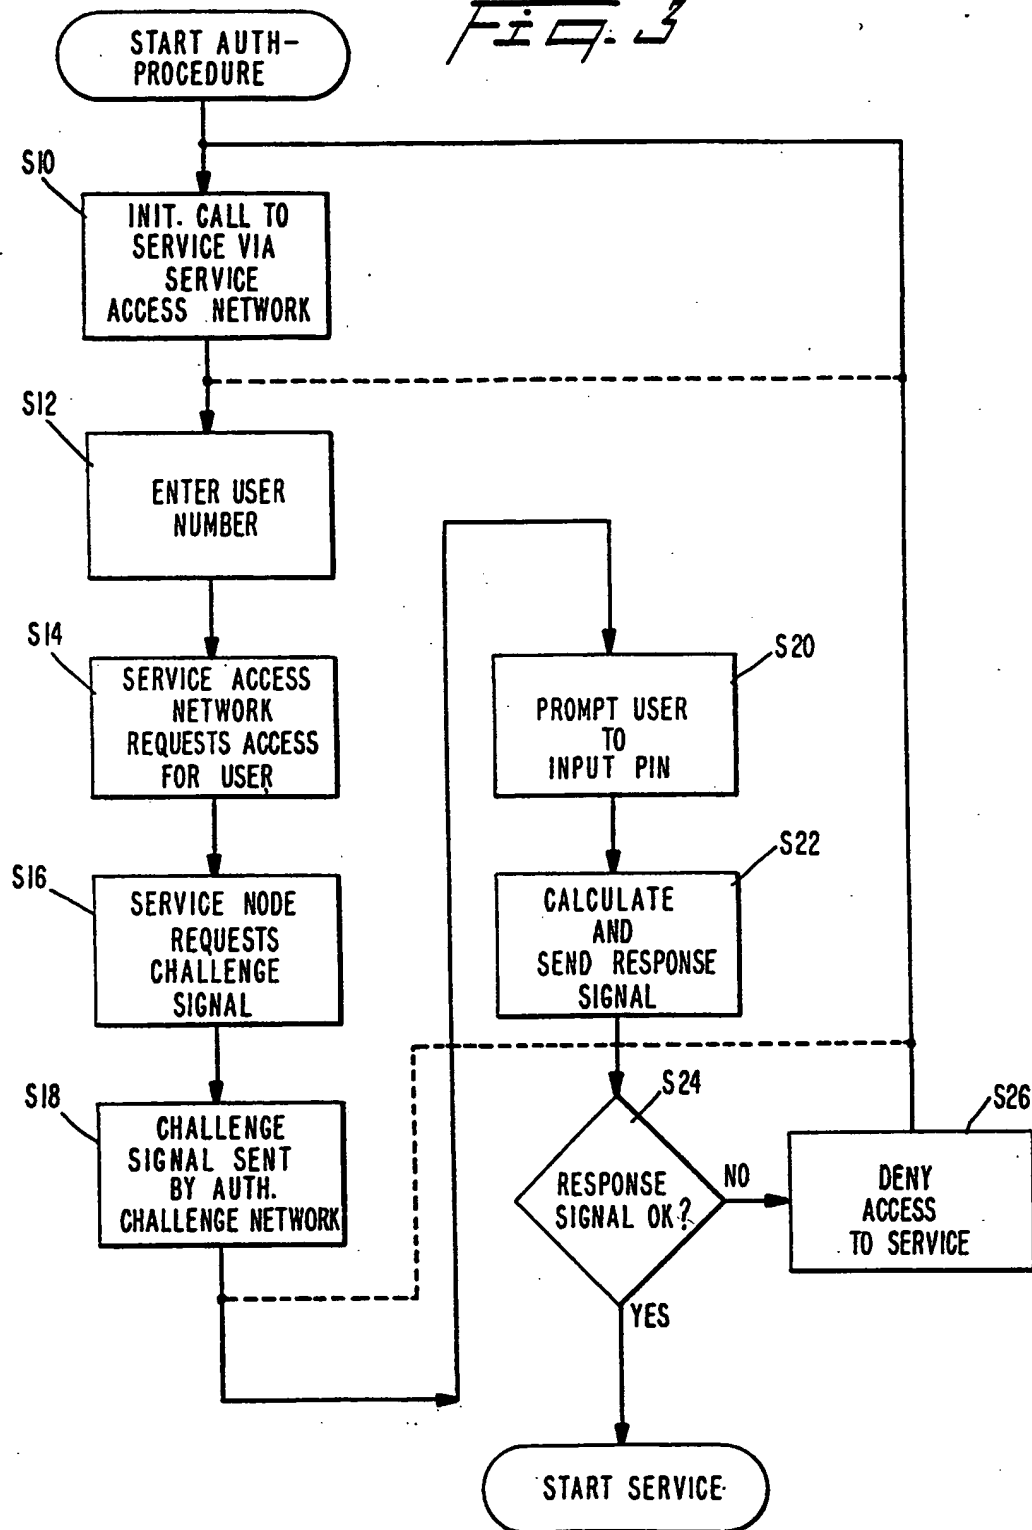 Fig. 3
START AUTH-
PROCEDURE
S10
INIT. CALL TO
SERVICE VIA
SERVICE
ACCESS NETWORK
S12
ENTER USER
NUMBER
S14
SERVICE ACCESS
NETWORK
REQUESTS ACCESS
FOR USER
S16
SERVICE NODE
REQUESTS
CHALLENGE
SIGNAL
S18
CHALLENGE
SIGNAL SENT
BY AUTH.
CHALLENGE NETWORK
S20
PROMPT USER
TO
INPUT PIN
S22
CALCULATE
AND
SEND RESPONSE
SIGNAL
S24
RESPONSE
SIGNAL OK?
NO
YES
S26
DENY
ACCESS
TO SERVICE
START SERVICE